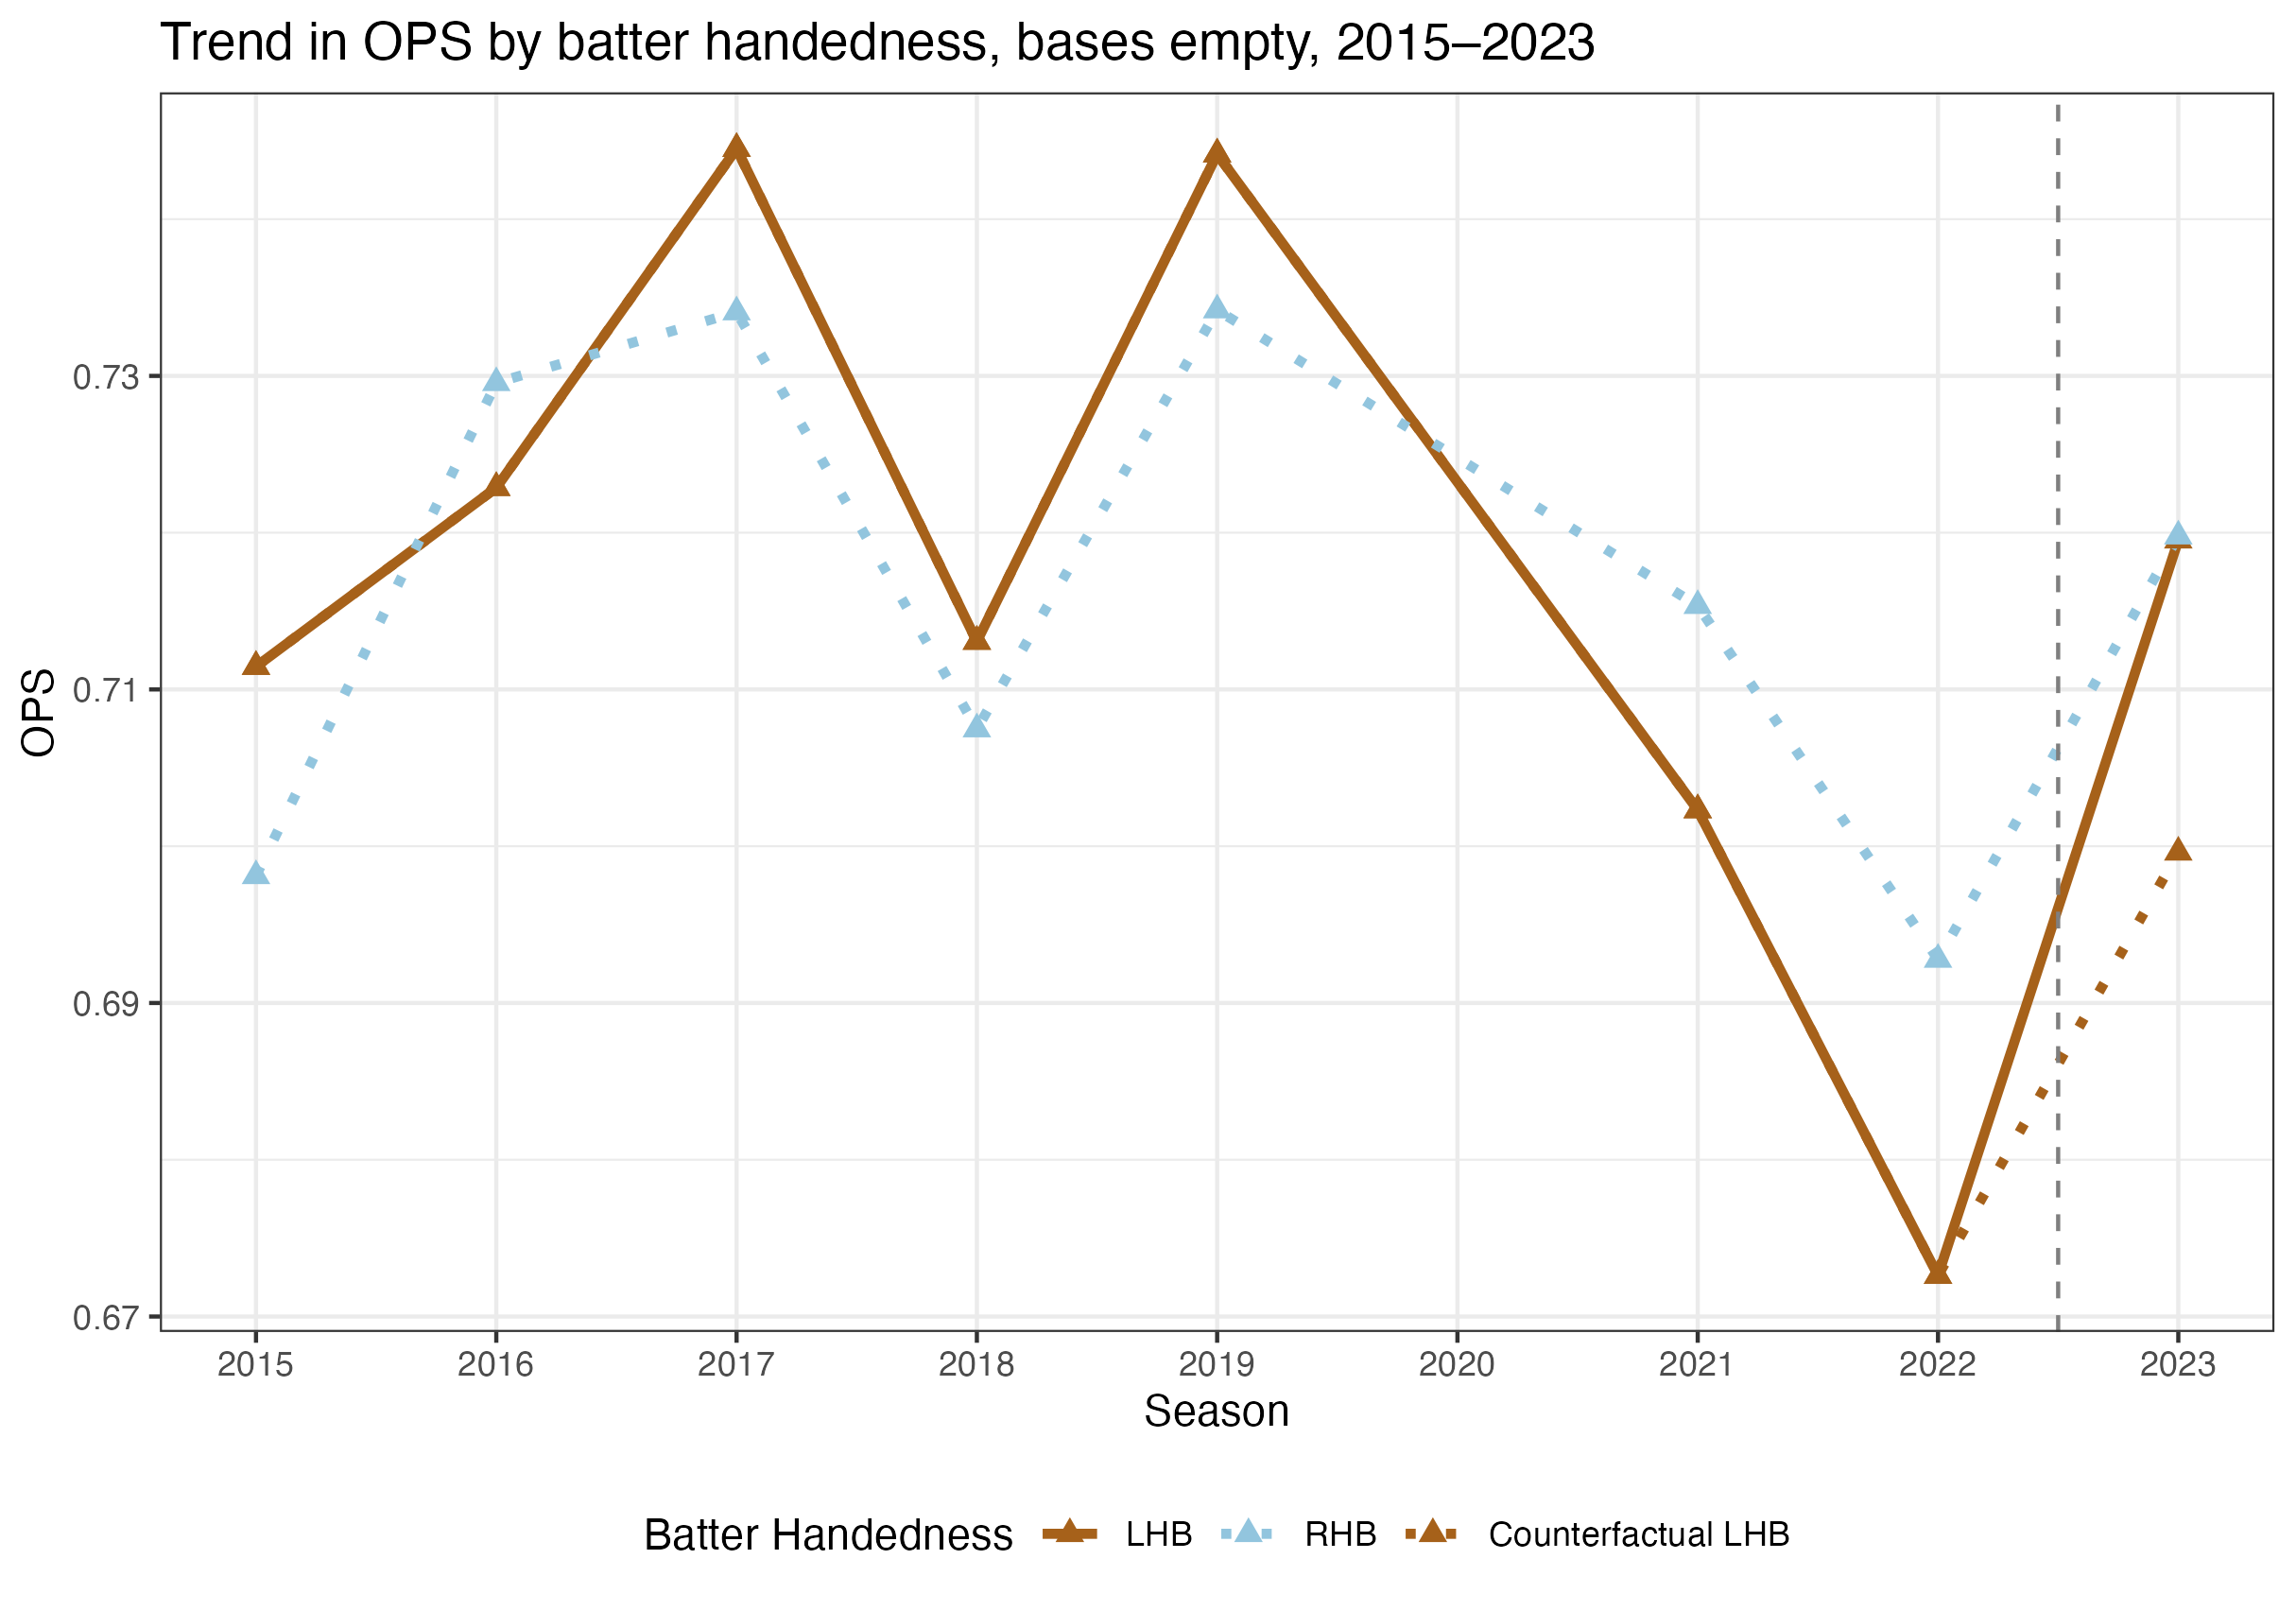 Trend in OPS by batter handedness, bases empty, 2015–2023
OPS
0.73
0.71
0.69
0.67
2015 2016 2017 2018 2019 2020 2021 2022 2023
Season
Batter Handedness LHB RHB Counterfactual LHB